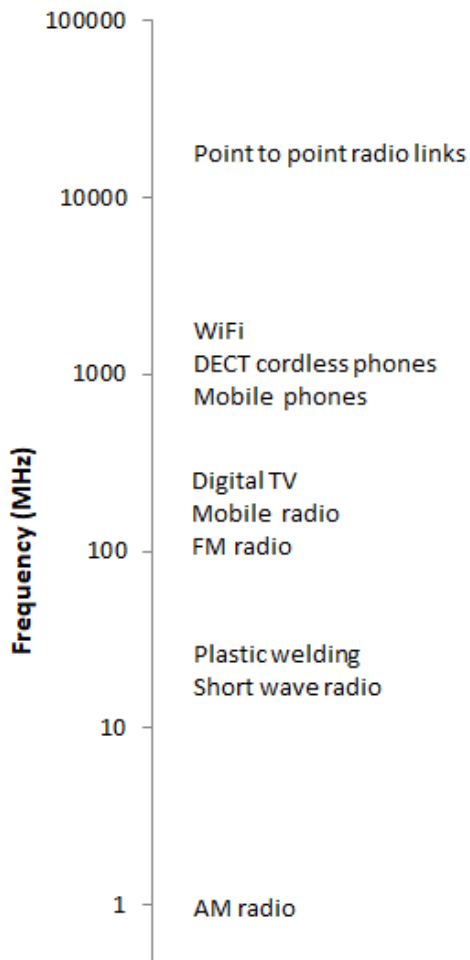 100000
Point to point radio links
10000
WiFi
DECT cordless phones
1000
Mobile phones
Digital TV
Mobile radio
Frequency (MHz)
100
FM radio
Plastic welding
Short wave radio
10
1
AM radio